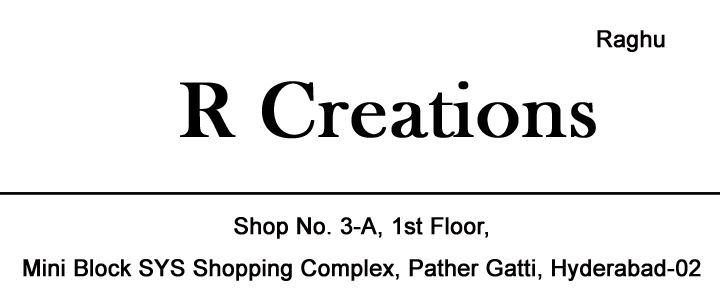 Raghu
R Creations
Shop No. 3-A, 1st Floor,
Mini Block SYS Shopping Complex, Pather Gatti, Hyderabad-02